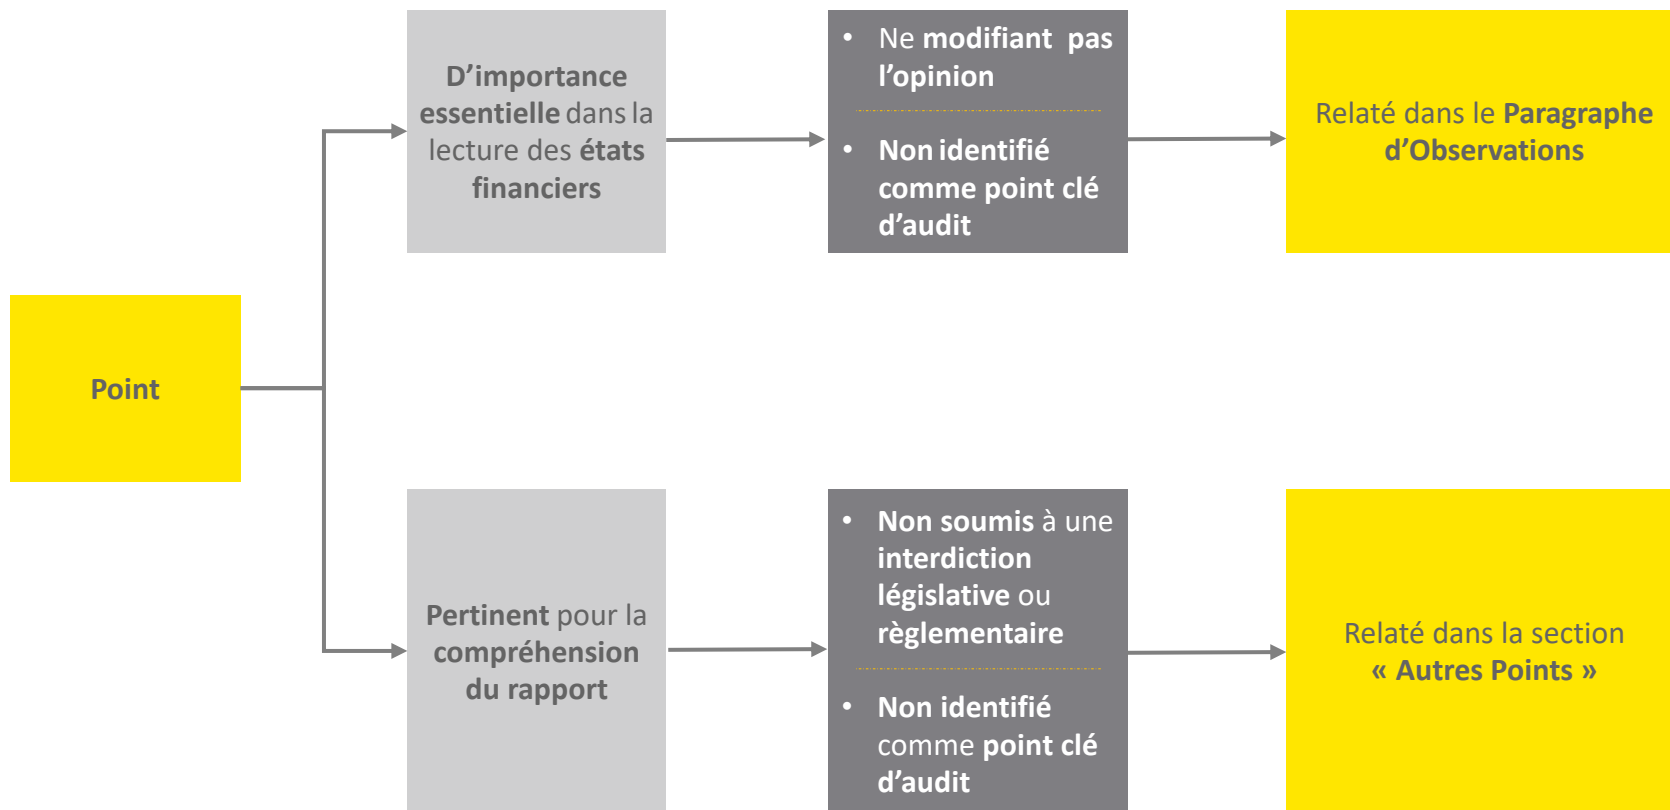 Point
D’importance
essentielle dans la
lecture des états
financiers
• Ne modifiant pas
l’opinion
• Non identifié
comme point clé
d’audit
Relaté dans le Paragraphe
d’Observations
Pertinent pour la
compréhension
du rapport
• Non soumis à une
interdiction
législative ou
règlementaire
• Non identifié
comme point clé
d’audit
Relaté dans la section
« Autres Points »